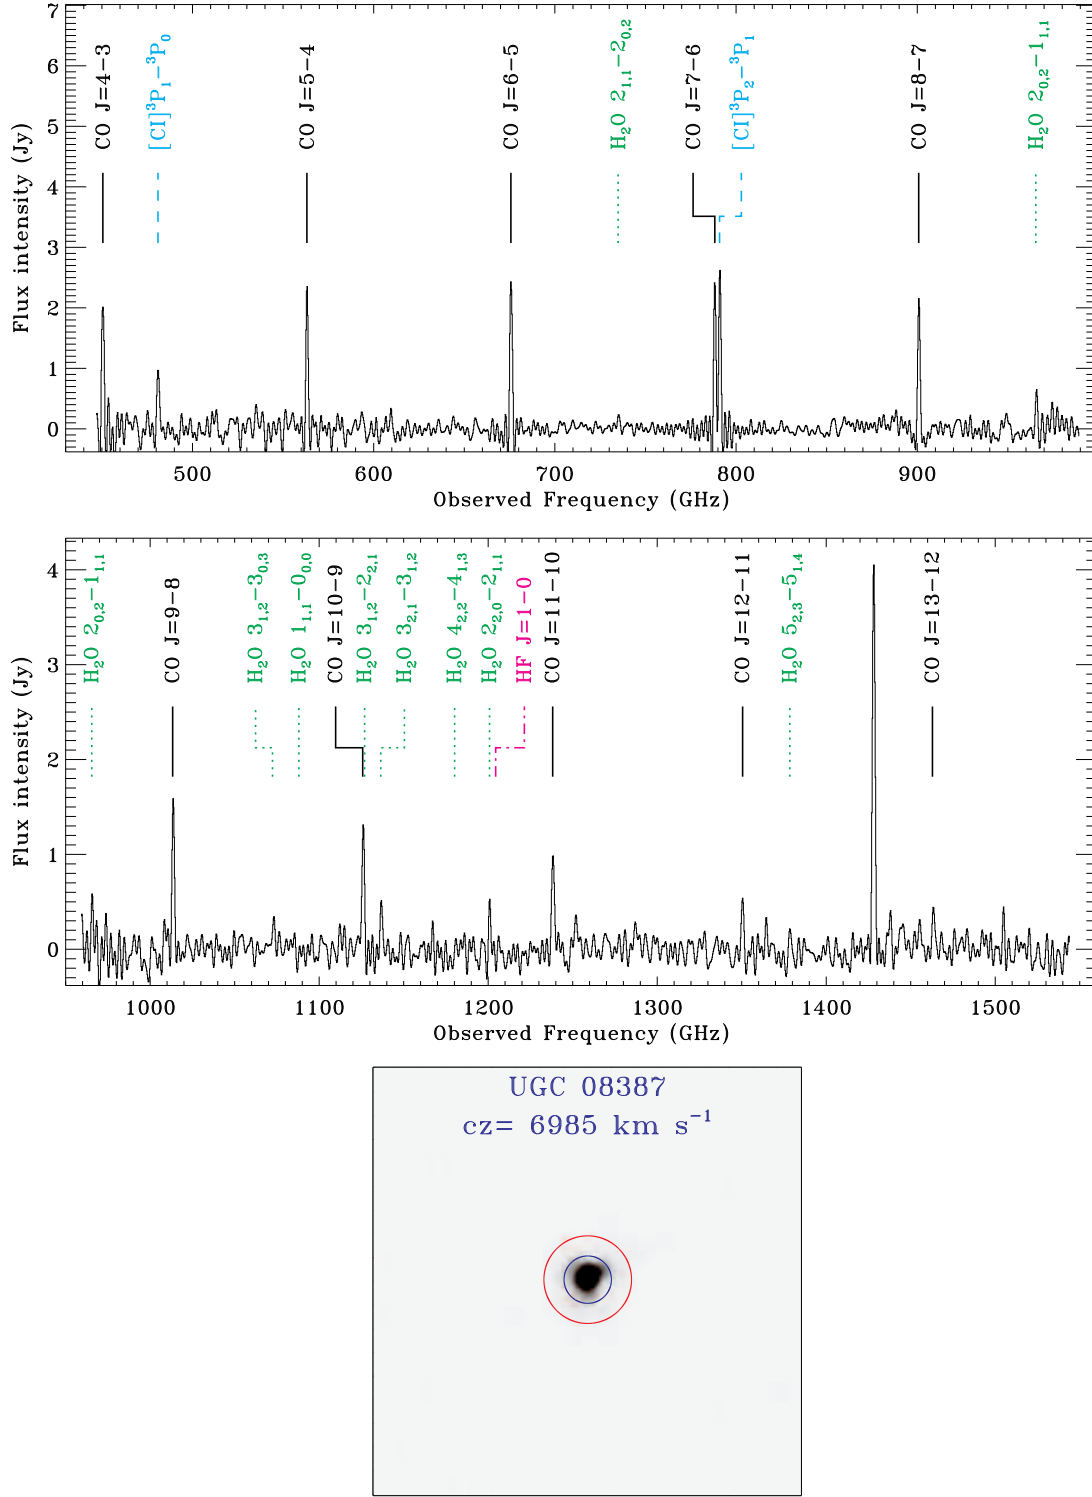 CO J=4−3
[CI]³P₁−³P₀
CO J=5−4
CO J=6−5
H₂O 2₁,₁−2₀,₂
CO J=7−6
[CI]³P₂−³P₁
CO J=8−7
H₂O 2₀,₂−1₁,₁
Flux intensity (Jy)
7
6
5
4
3
2
1
0
500 600 700 800 900
Observed Frequency (GHz)
H₂O 2₀,₂−1₁,₁
CO J=9−8
H₂O 3₁,₂−3₀,₃
H₂O 1₁,₁−0₀,₀
CO J=10−9
H₂O 3₁,₂−2₂,₁
H₂O 3₂,₁−3₁,₂
H₂O 4₂,₂−4₁,₃
H₂O 2₂,₀−2₁,₁
HF J=1−0
CO J=11−10
CO J=12−11
H₂O 5₂,₃−5₁,₄
CO J=13−12
Flux intensity (Jy)
4
3
2
1
0
1000 1100 1200 1300 1400 1500
Observed Frequency (GHz)
UGC 08387
cz= 6985 km s⁻¹